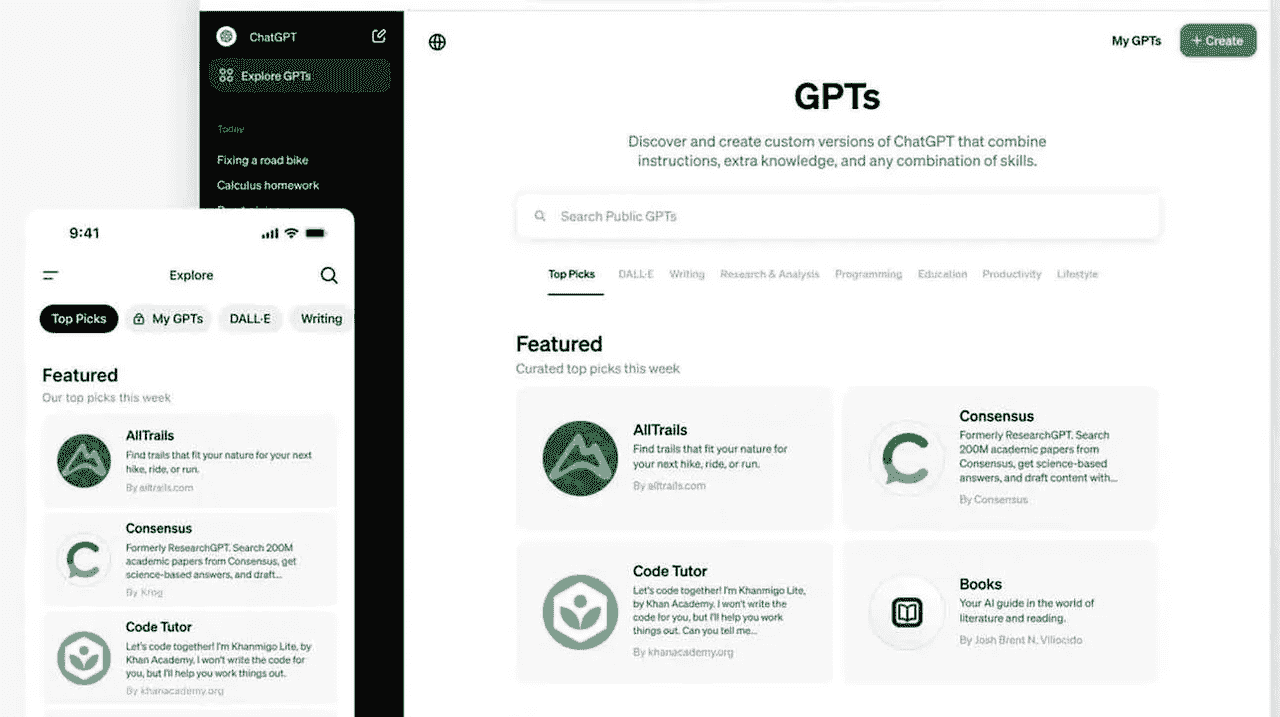 ChatGPT
Explore GPTs
Today
Fixing a road bike
Calculus homework
My GPTs
+ Create
GPTs
Discover and create custom versions of ChatGPT that combine
instructions, extra knowledge, and any combination of skills.
Search Public GPTs
Top Picks
DALL·E
Writing
Research & Analysis
Programming
Education
Productivity
Lifestyle
Featured
Curated top picks this week
AllTrails
Find trails that fit your nature for your
next hike, ride, or run.
By alltrails.com
Consensus
Formerly ResearchGPT. Search
200M academic papers from
Consensus, get science-based
answers, and draft content with...
By Consensus
Code Tutor
Let's code together! I'm Khanmigo Lite,
by Khan Academy. I won't write the
code for you, but I'll help you work
things out. Can you tell me...
By khanacademy.org
Books
Your AI guide in the world of
literature and reading.
By Josh Brent N. Villocido
9:41
Explore
Top Picks
My GPTs
DALL·E
Writing
Featured
Our top picks this week
AllTrails
Find trails that fit your nature for your next
hike, ride, or run.
By alltrails.com
Consensus
Formerly ResearchGPT. Search 200M
academic papers from Consensus, get
science-based answers, and draft...
By Krog
Code Tutor
Let's code together! I'm Khanmigo Lite, by
Khan Academy. I won't write the code for
you, but I'll help you work things out.
By khanacademy.org